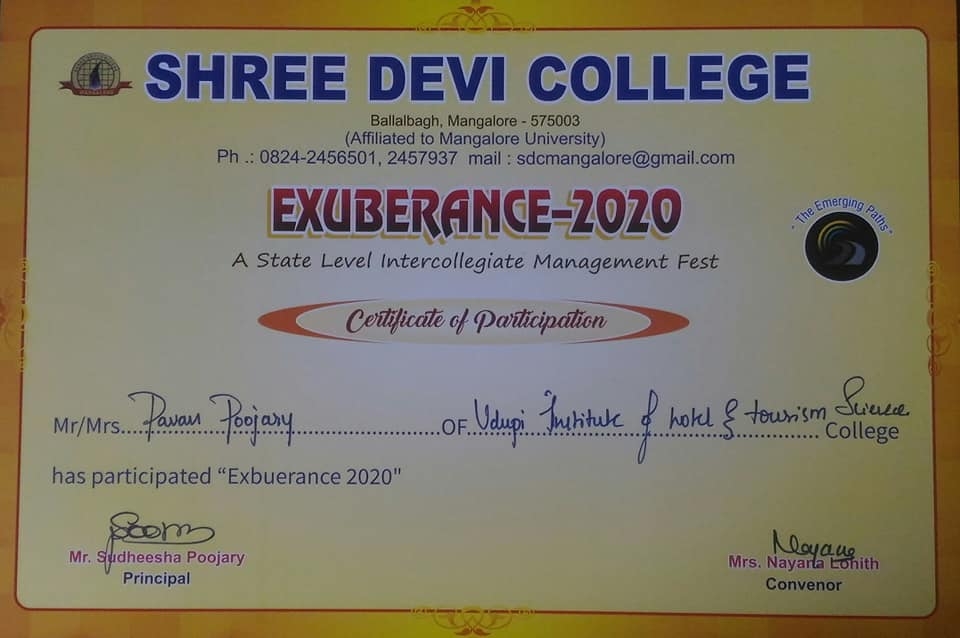 SHREE DEVI COLLEGE
Ballalbagh, Mangalore - 575003
(Affiliated to Mangalore University)
Ph .: 0824-2456501, 2457937 mail : sdcmangalore@gmail.com
EXUBERANCE-2020
"The Emerging Paths"
A State Level Intercollegiate Management Fest
Certificate of Participation
Mr/Mrs. Pavan Poojary OF Udupi Institute of hotel & tourism Science College
has participated “Exbuerance 2020"
Mr. Sudheesha Poojary
Principal
Nayana
Mrs. Nayana Lohith
Convenor